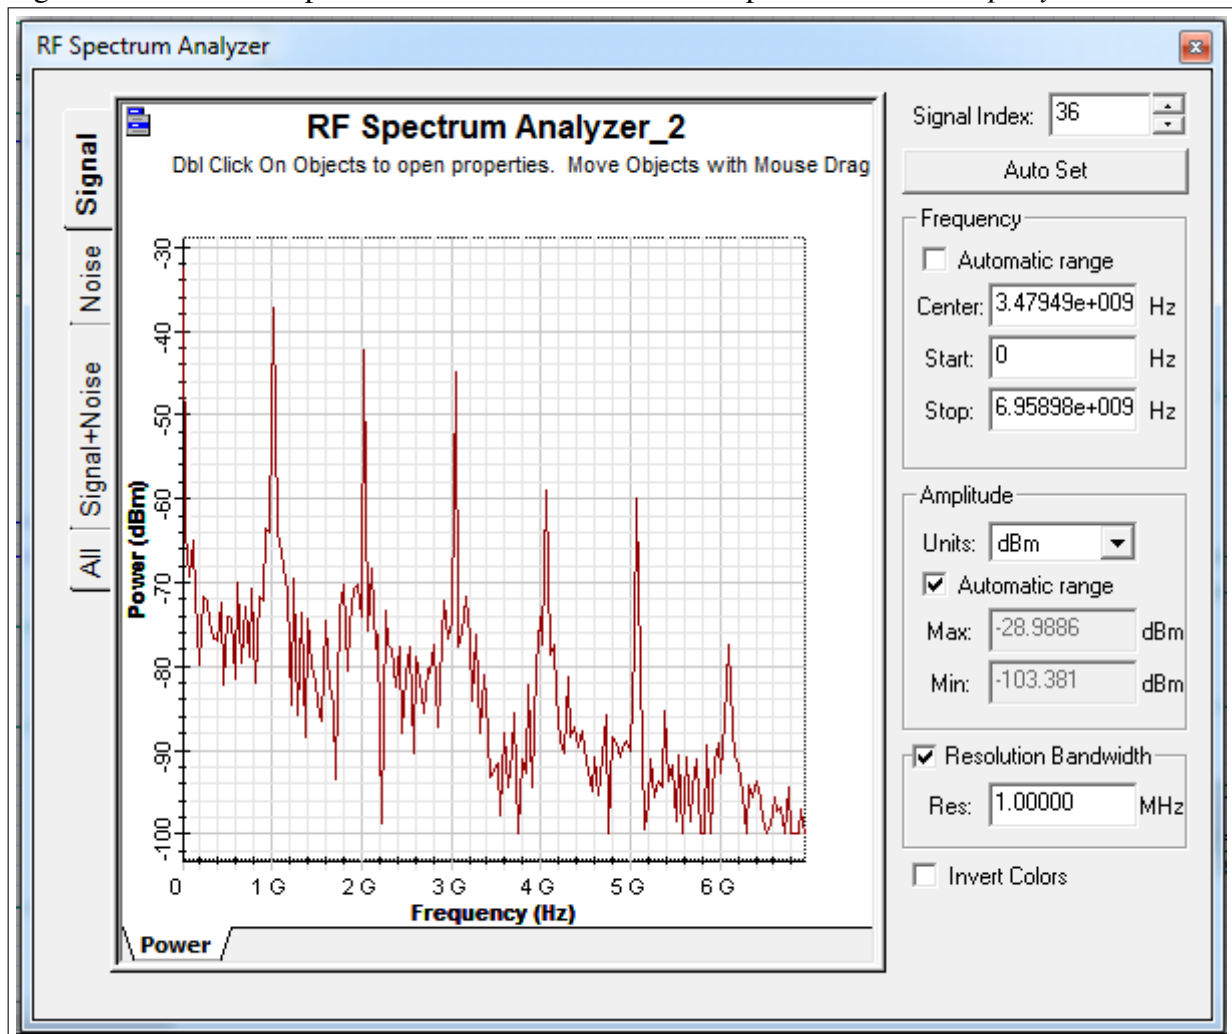 RF Spectrum Analyzer
Signal
Noise
Signal+Noise
All
RF Spectrum Analyzer_2
Dbl Click On Objects to open properties. Move Objects with Mouse Drag
Power (dBm)
-30
-40
-50
-60
-70
-80
-90
-100
0 1 G 2 G 3 G 4 G 5 G 6 G
Frequency (Hz)
Power
Signal Index: 36
Auto Set
Frequency
Automatic range
Center: 3.47949e+009 Hz
Start: 0 Hz
Stop: 6.95898e+009 Hz
Amplitude
Units: dBm
Automatic range
Max: -28.9886 dBm
Min: -103.381 dBm
Resolution Bandwidth
Res: 1.00000 MHz
Invert Colors